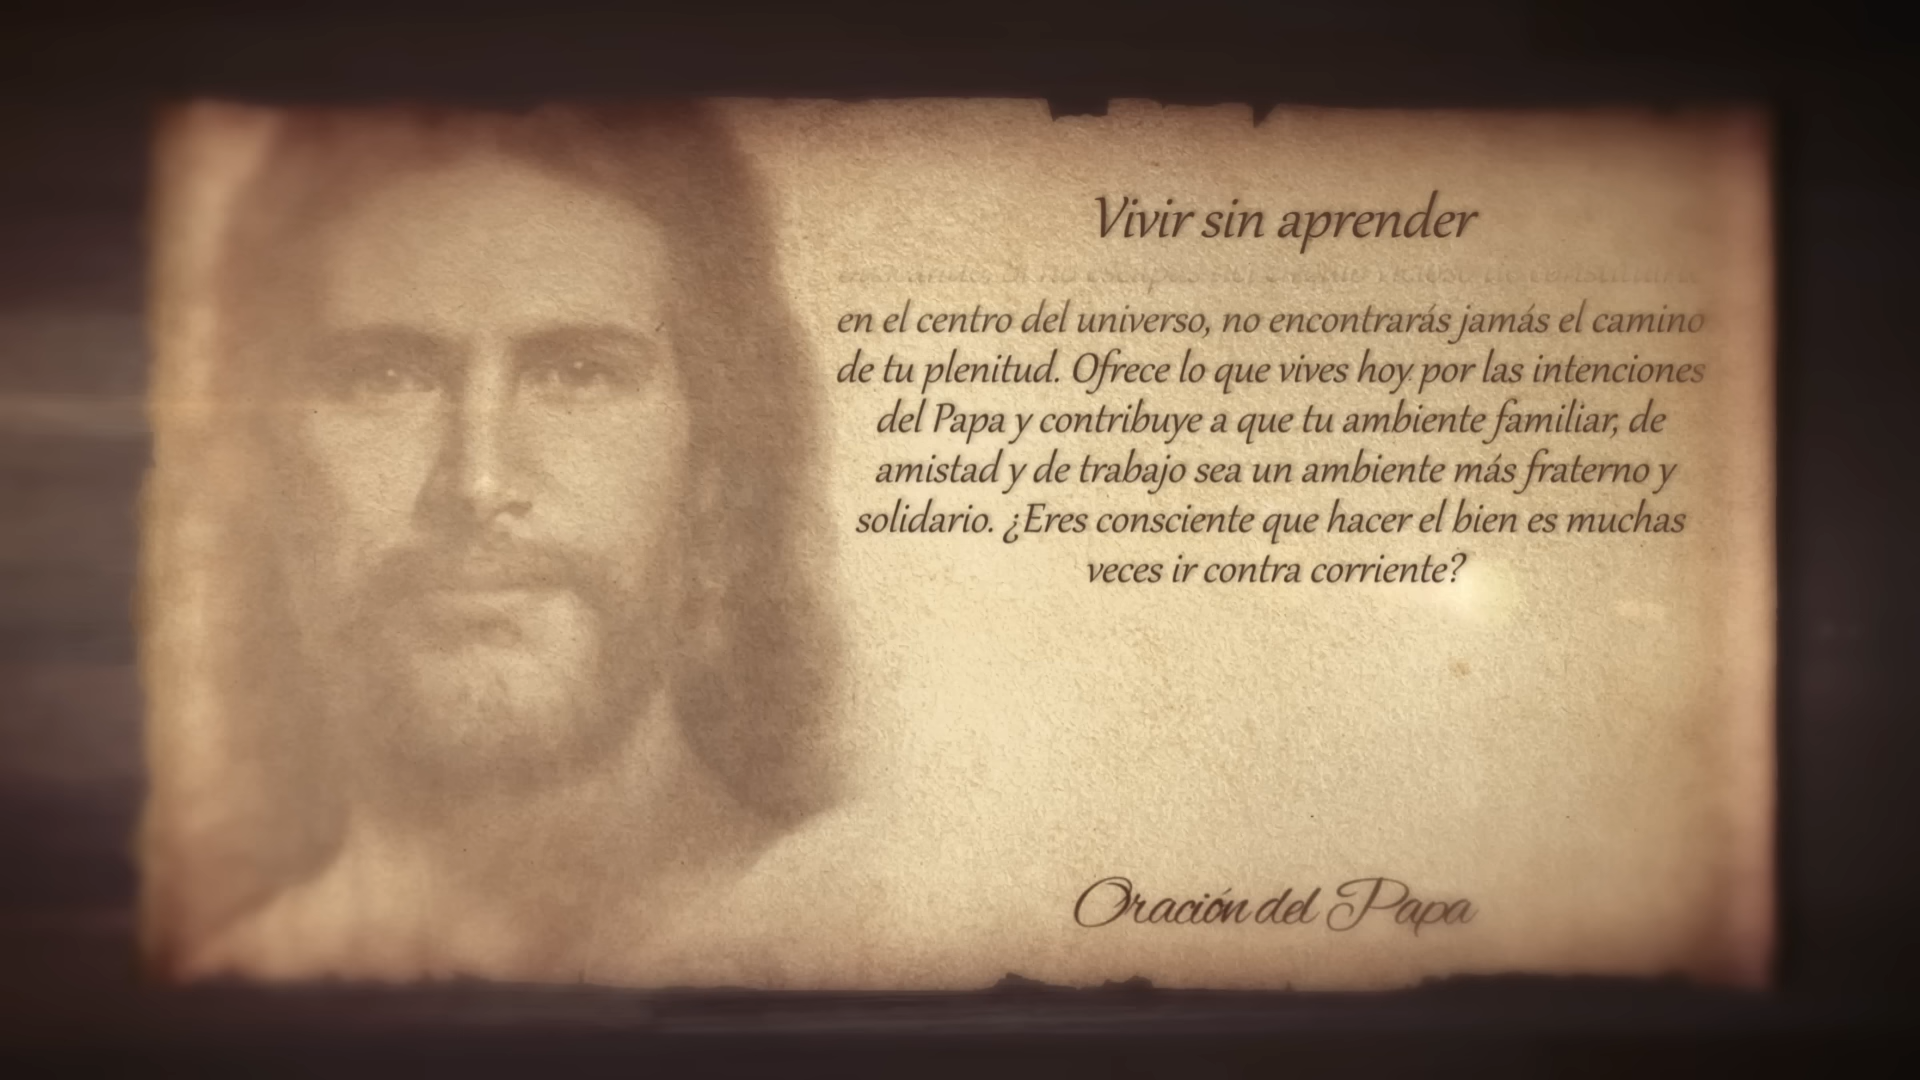 Vivir sin aprender
en el centro del universo, no encontrarás jamás el camino
de tu plenitud. Ofrece lo que vives hoy por las intenciones
del Papa y contribuye a que tu ambiente familiar, de
amistad y de trabajo sea un ambiente más fraterno y
solidario. ¿Eres consciente que hacer el bien es muchas
veces ir contra corriente?
Oración del Papa